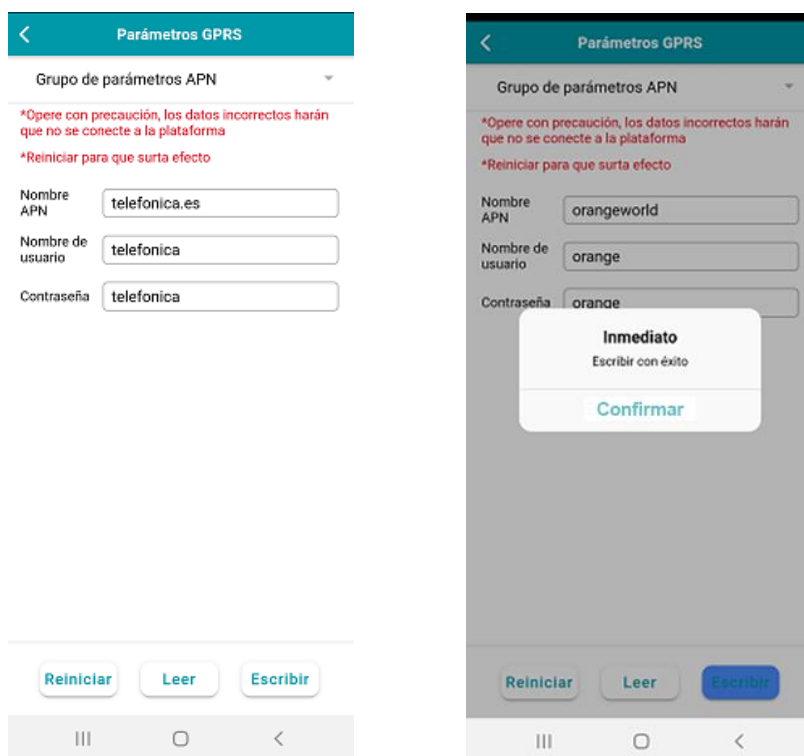 Parámetros GPRS
Grupo de parámetros APN
*Opere con precaución, los datos incorrectos harán
que no se conecte a la plataforma
*Reiniciar para que surta efecto
Nombre
APN
telefonica.es
Nombre de
usuario
telefonica
Contraseña
telefonica
Reiniciar
Leer
Escribir
Parámetros GPRS
Grupo de parámetros APN
*Opere con precaución, los datos incorrectos harán
que no se conecte a la plataforma
*Reiniciar para que surta efecto
Nombre
APN
orangeworld
Nombre de
usuario
orange
Contraseña
orange
Inmediato
Escribir con éxito
Confirmar
Reiniciar
Leer
Escribir